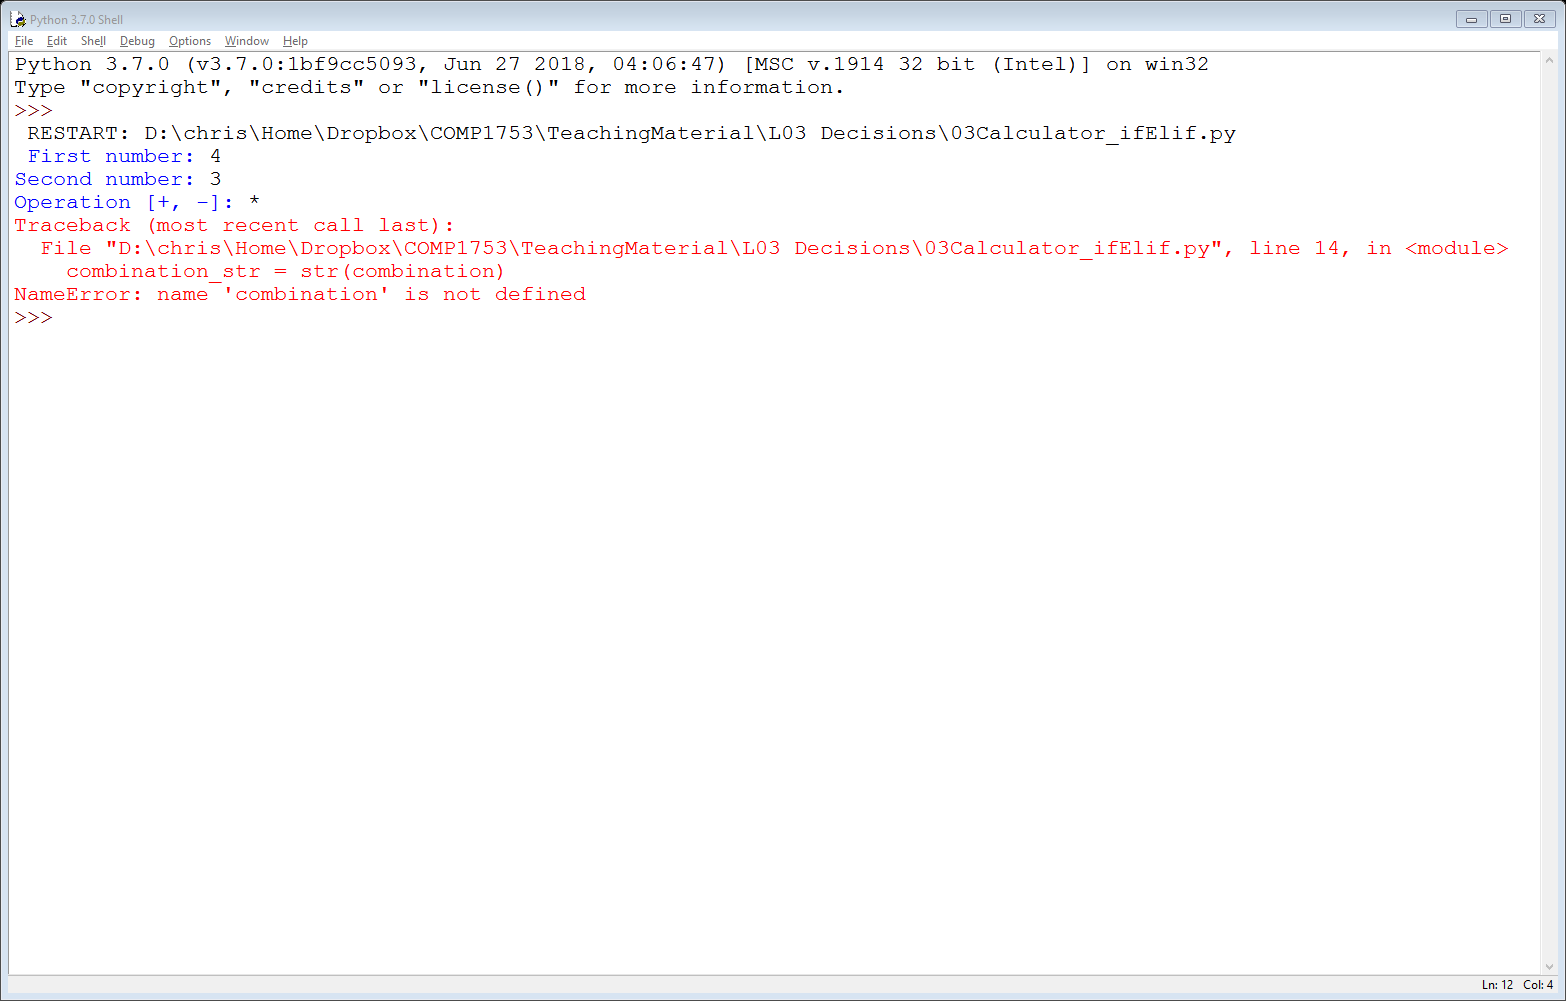 Python 3.7.0 Shell
File Edit Shell Debug Options Window Help
Python 3.7.0 (v3.7.0:1bf9cc5093, Jun 27 2018, 04:06:47) [MSC v.1914 32 bit (Intel)] on win32
Type "copyright", "credits" or "license()" for more information.
>>>
 RESTART: D:\chris\Home\Dropbox\COMP1753\TeachingMaterial\L03 Decisions\03Calculator_ifElif.py
 First number: 4
Second number: 3
Operation [+, -]: *
Traceback (most recent call last):
  File "D:\chris\Home\Dropbox\COMP1753\TeachingMaterial\L03 Decisions\03Calculator_ifElif.py", line 14, in <module>
    combination_str = str(combination)
NameError: name 'combination' is not defined
>>>
Ln: 12 Col: 4